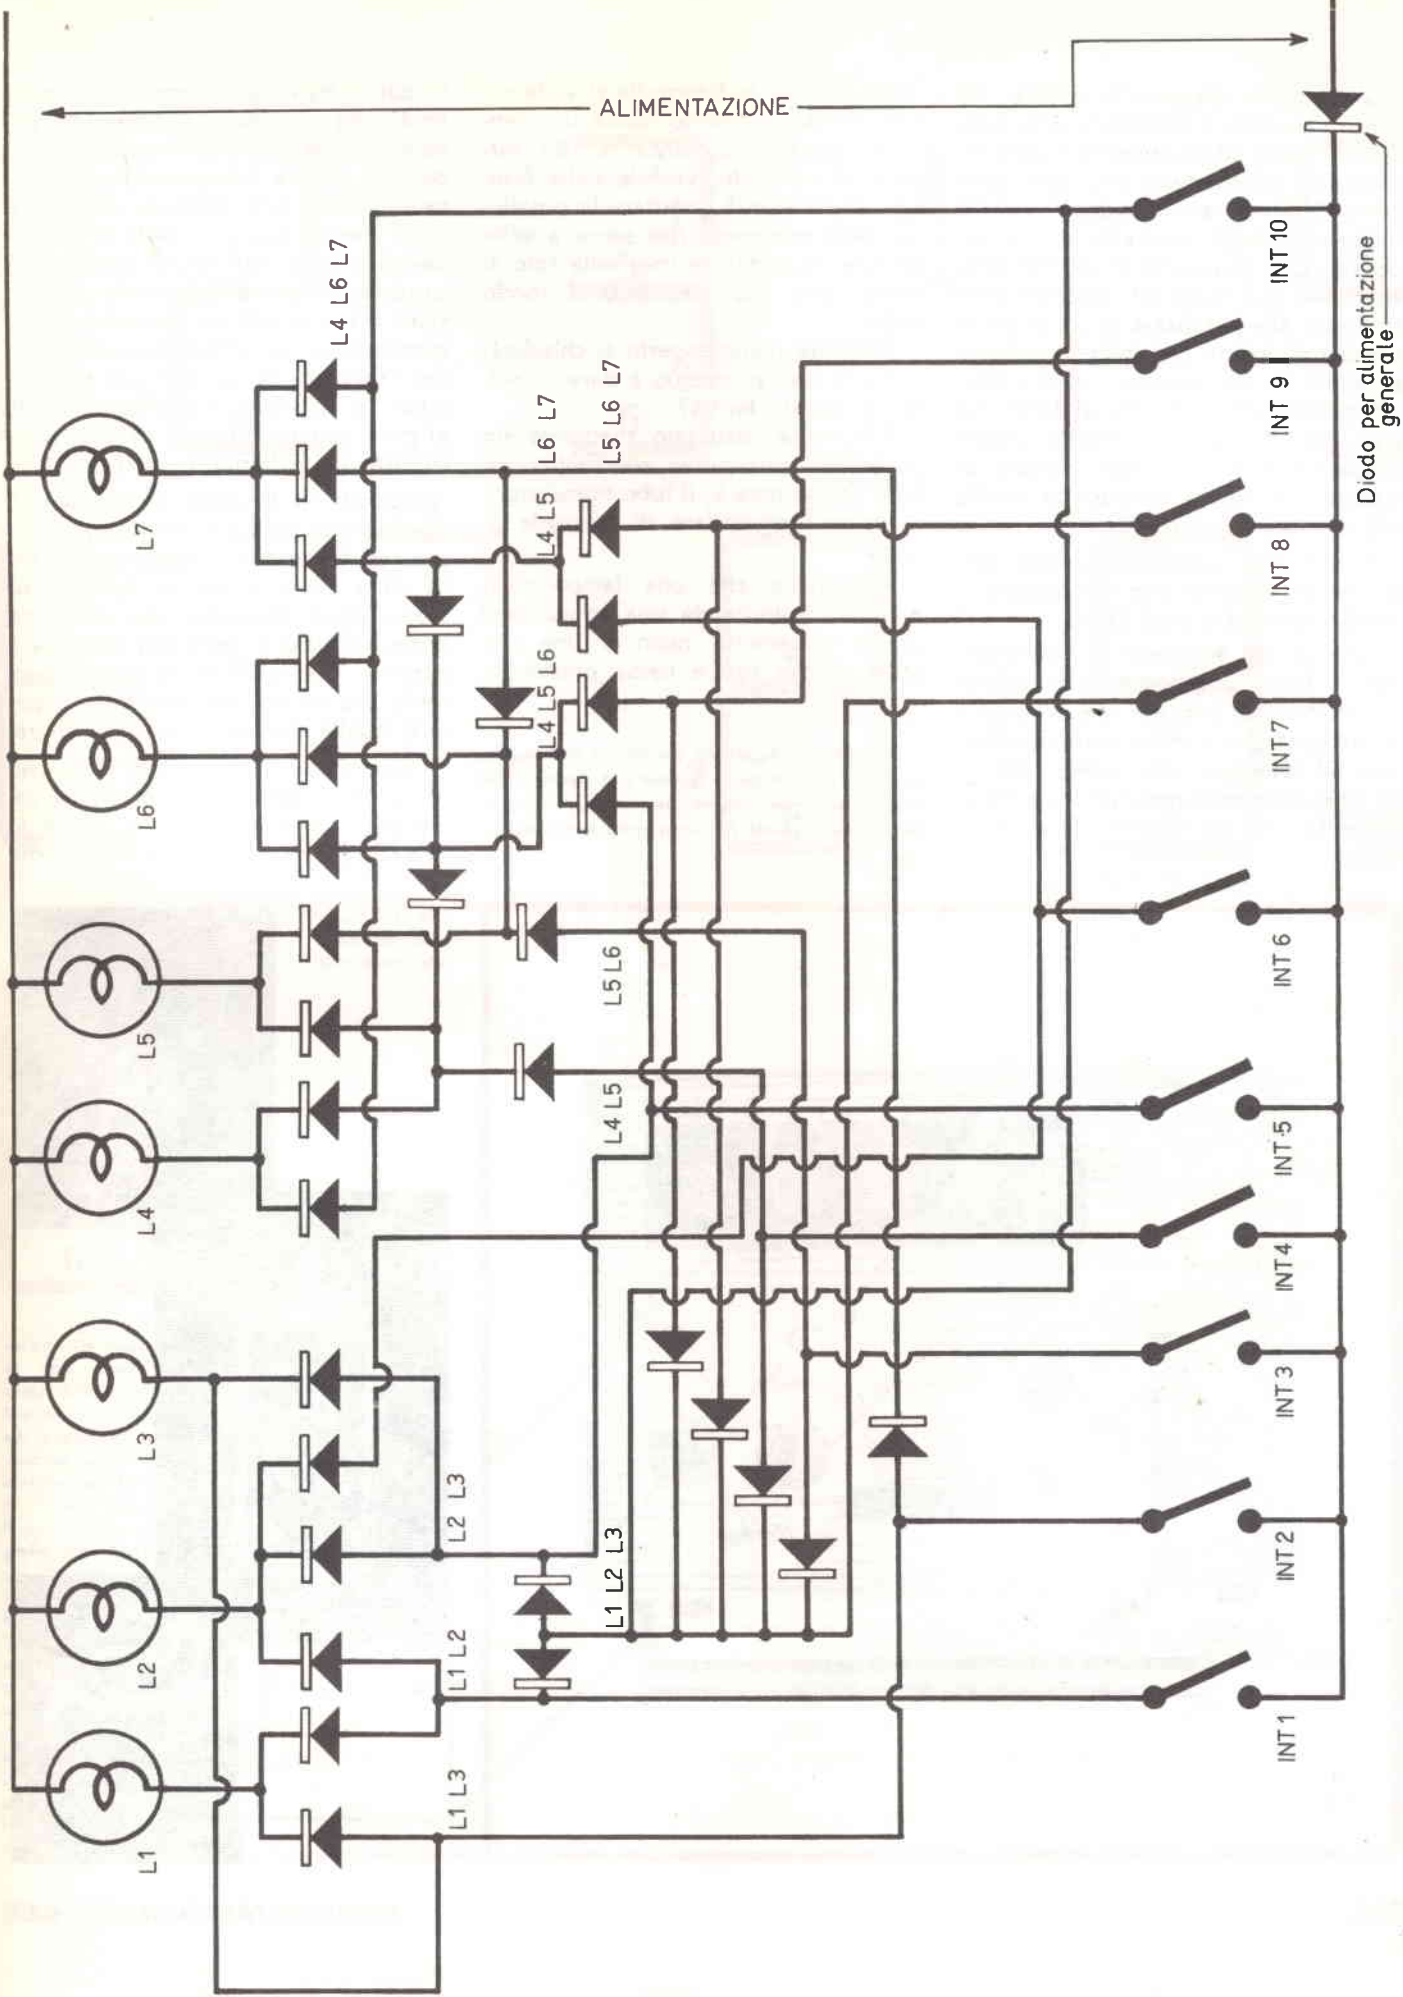 ALIMENTAZIONE
L7
L6
L5
L4
L3
L2
L1
L4 L6 L7
L6 L7
L5 L6 L7
L4 L5
L4 L5 L6
L5 L6
L4 L5
L2 L3
L1 L2 L3
L1 L2
L1 L3
INT 10
INT 9
INT 8
INT 7
INT 6
INT 5
INT 4
INT 3
INT 2
INT 1
Diodo per alimentazione
generale